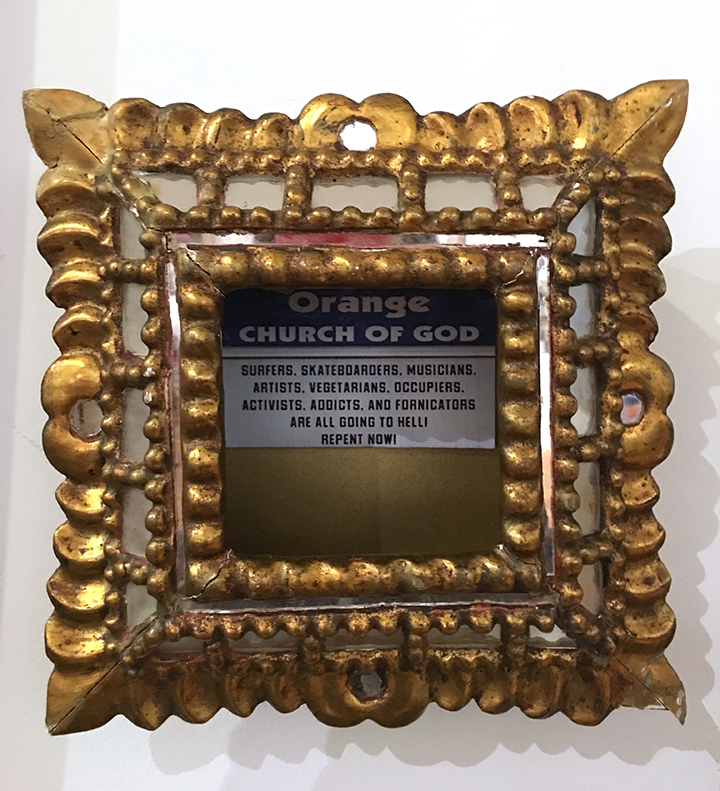 Orange
CHURCH OF GOD
SURFERS, SKATEBOARDERS, MUSICIANS,
ARTISTS, VEGETARIANS, OCCUPIERS,
ACTIVISTS, ADDICTS, AND FORNICATORS
ARE ALL GOING TO HELL!
REPENT NOW!